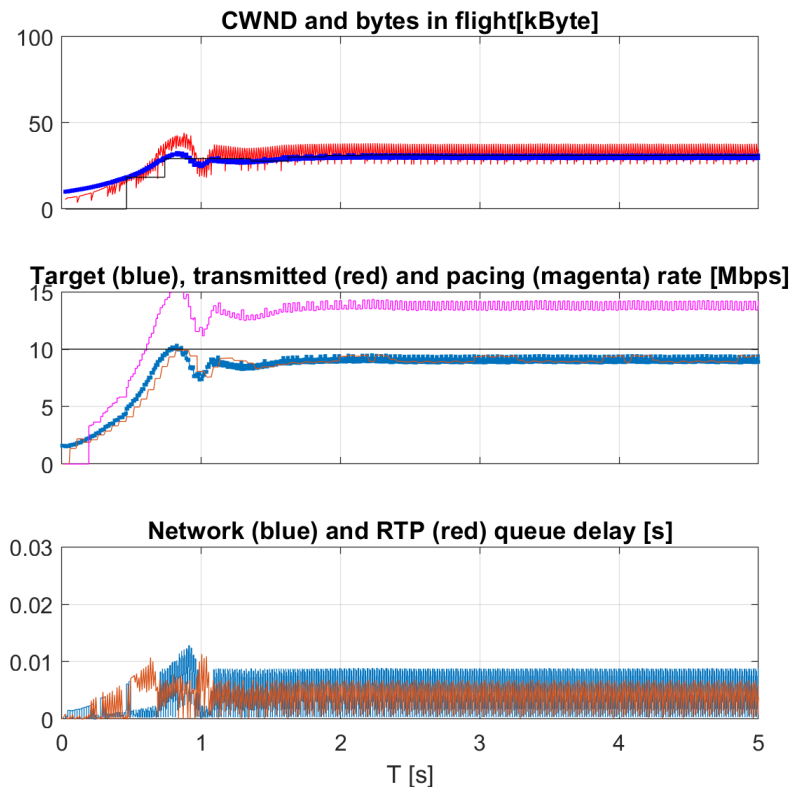 CWND and bytes in flight[kByte]
100
50
0
Target (blue), transmitted (red) and pacing (magenta) rate [Mbps]
15
10
5
0
Network (blue) and RTP (red) queue delay [s]
0.03
0.02
0.01
0
0 1 2 3 4 5
T [s]